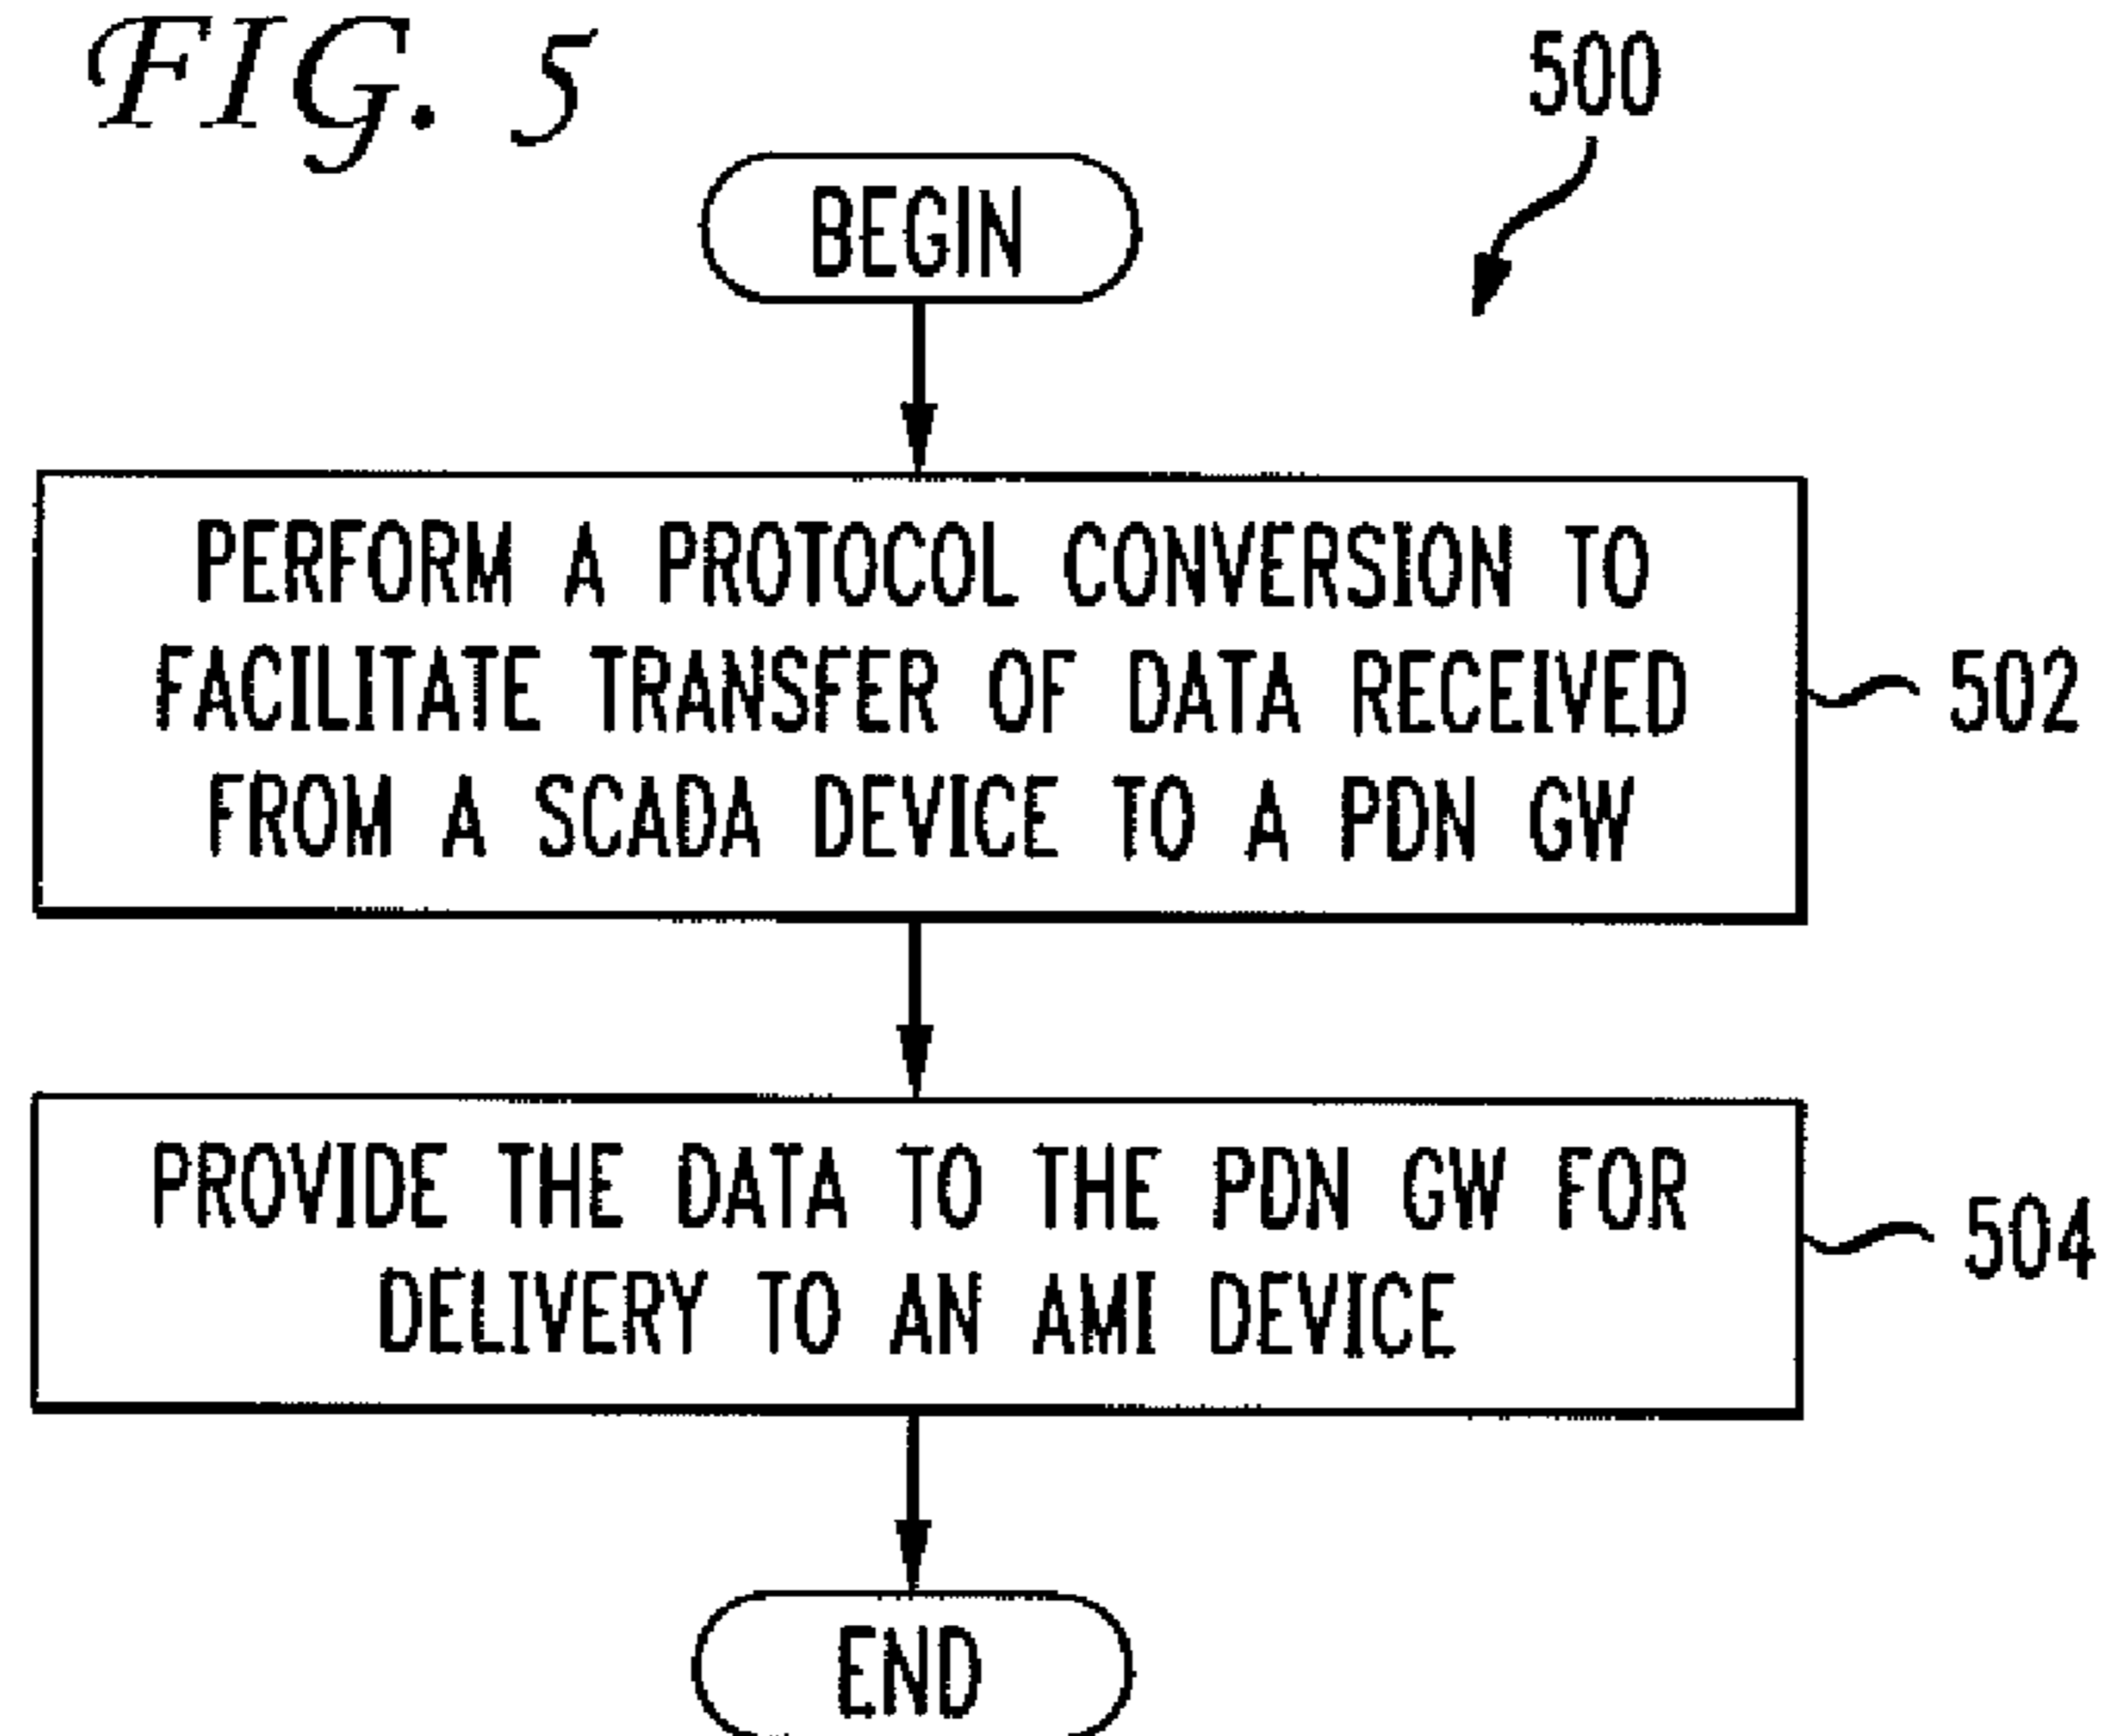 FIG. 5
500
BEGIN
PERFORM A PROTOCOL CONVERSION TO
FACILITATE TRANSFER OF DATA RECEIVED
FROM A SCADA DEVICE TO A PDN GW
502
PROVIDE THE DATA TO THE PDN GW FOR
DELIVERY TO AN AMI DEVICE
504
END